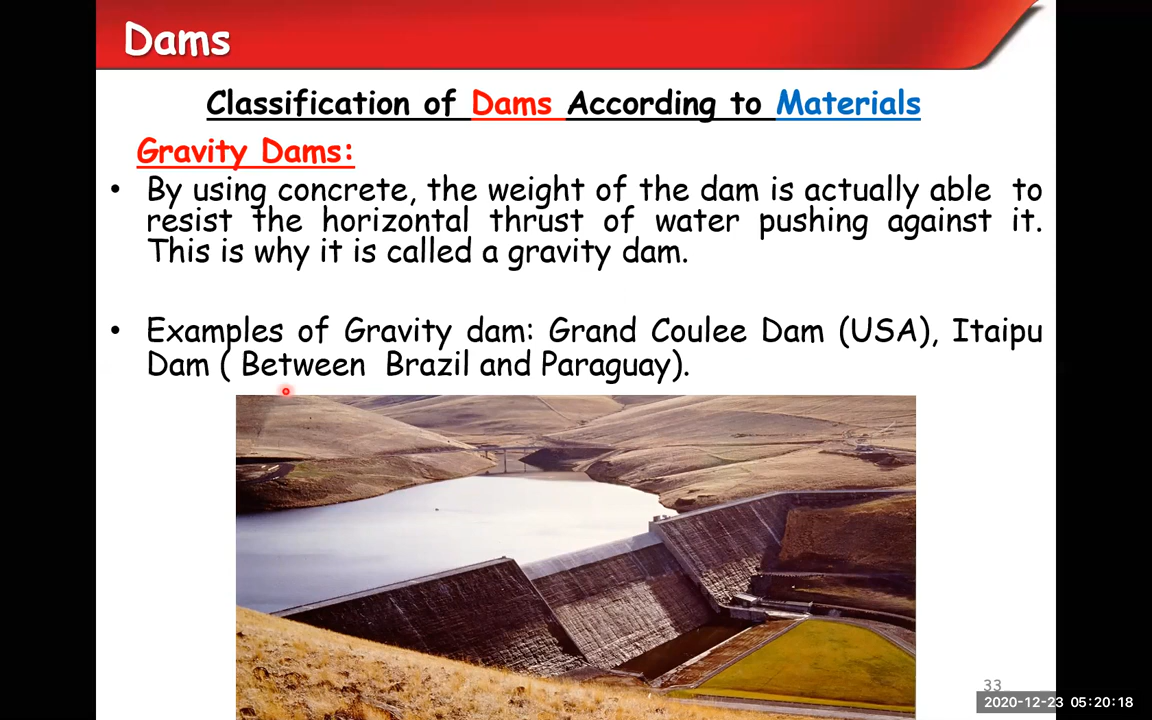 Dams
Classification of Dams According to Materials
Gravity Dams:
• By using concrete, the weight of the dam is actually able to
resist the horizontal thrust of water pushing against it.
This is why it is called a gravity dam.
• Examples of Gravity dam: Grand Coulee Dam (USA), Itaipu
Dam ( Between Brazil and Paraguay).
33
2020-12-23 05:20:18